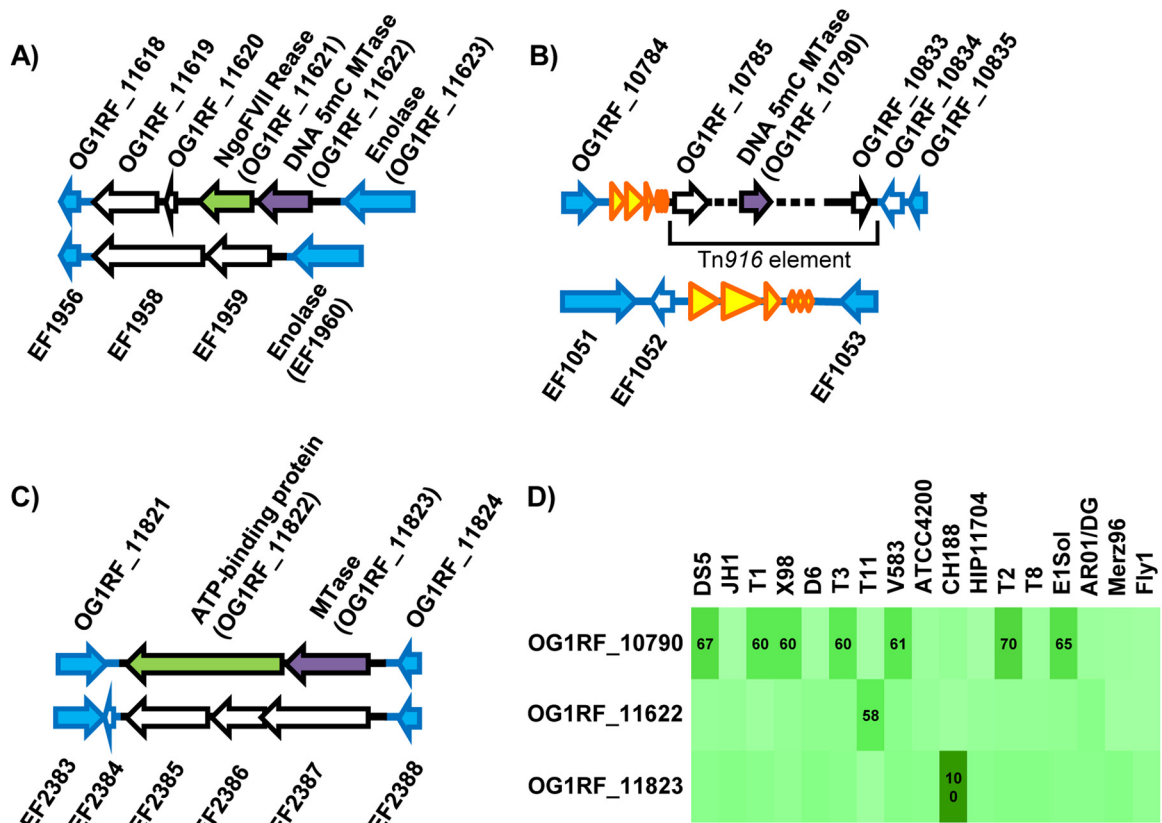 A)
OG1RF_11618
OG1RF_11619
OG1RF_11620
NgoFVII Rease
(OG1RF_11621)
DNA 5mC MTase
(OG1RF_11622)
Enolase
(OG1RF_11623)
EF1956
EF1958
EF1959
Enolase
(EF1960)
B)
OG1RF_10784
OG1RF_10785
DNA 5mC MTase
(OG1RF_10790)
OG1RF_10833
OG1RF_10834
OG1RF_10835
Tn916 element
EF1051
EF1052
EF1053
C)
OG1RF_11821
ATP-binding protein
(OG1RF_11822)
MTase
(OG1RF_11823)
OG1RF_11824
EF2383
EF2384
EF2385
EF2386
EF2387
EF2388
D)
DS5
JH1
T1
X98
D6
T3
T11
V583
ATCC4200
CH188
HIP11704
T2
T8
E1Sol
AR01/DG
Merz96
Fly1
OG1RF_10790
67 60 60 60 61 70 65
OG1RF_11622
58
OG1RF_11823
10
0